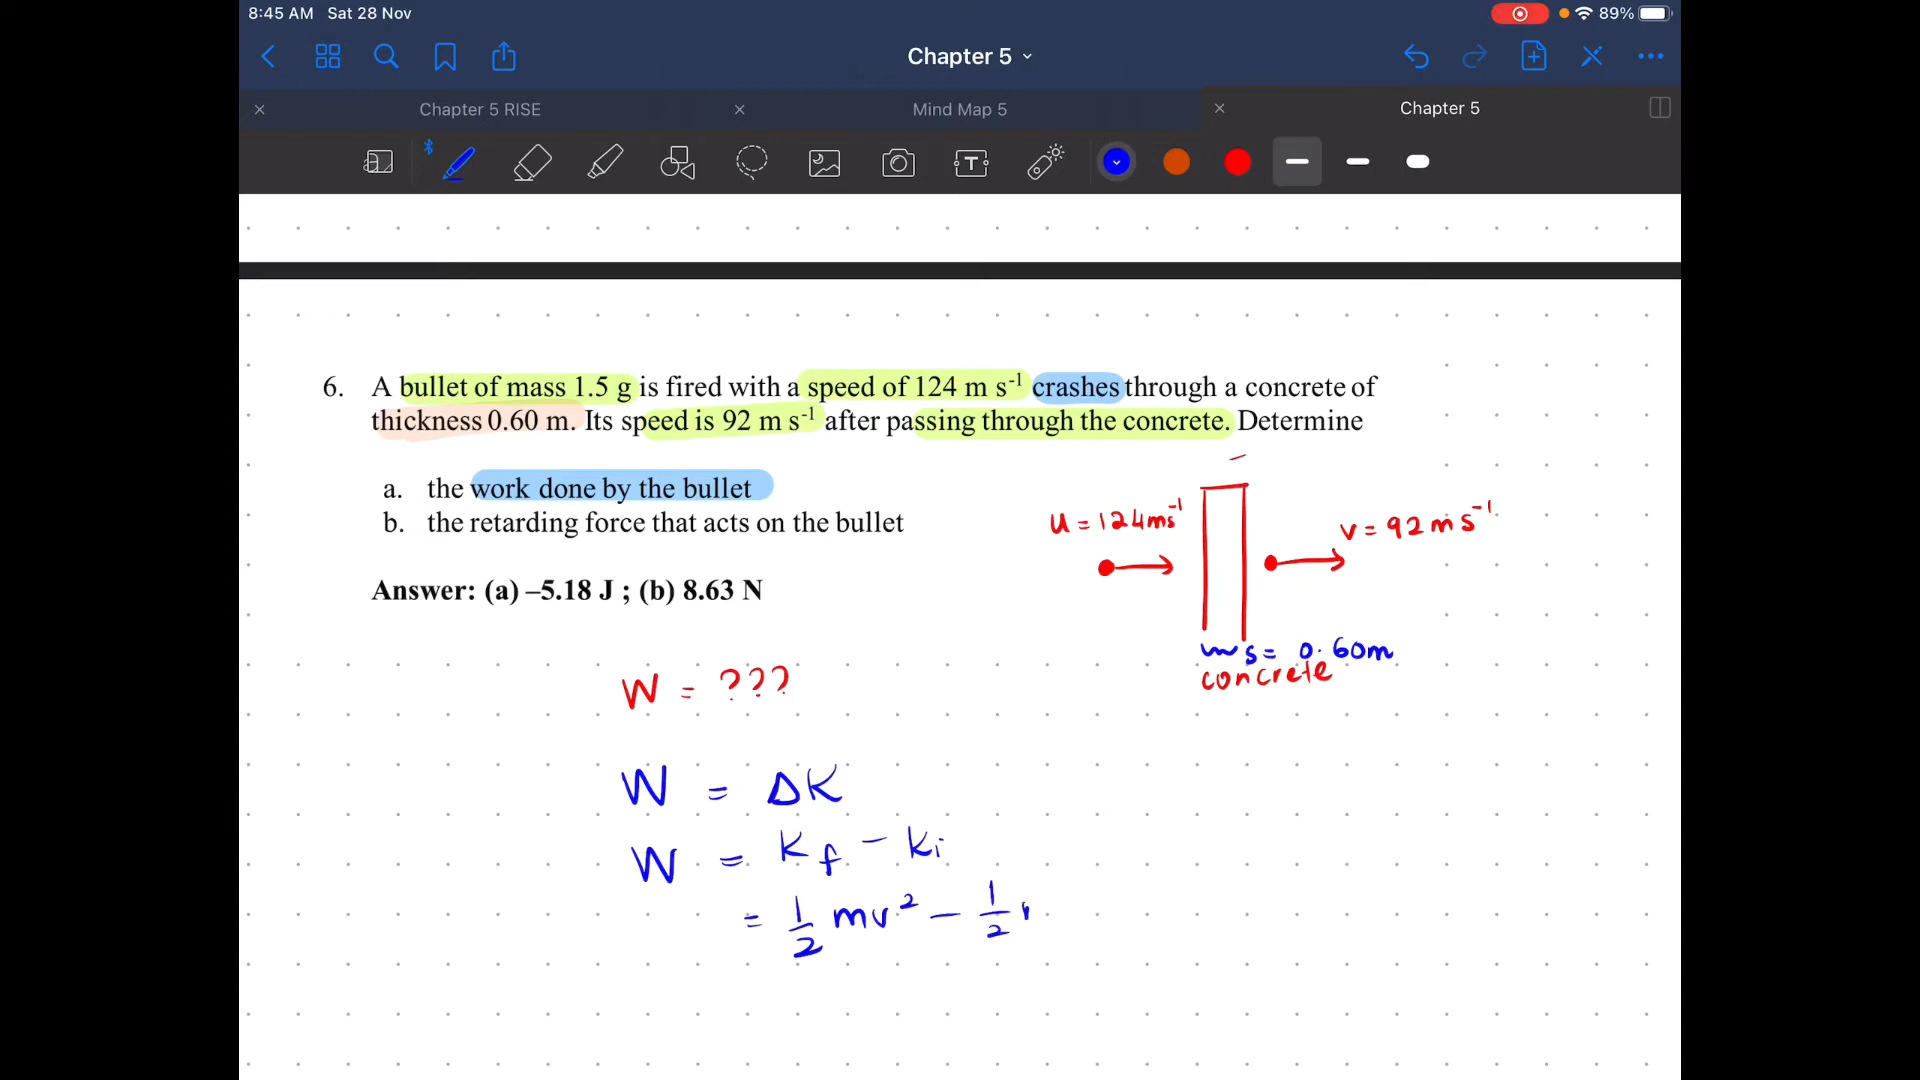 8:45 AM Sat 28 Nov
89%
Chapter 5
Chapter 5 RISE
Mind Map 5
Chapter 5
T
6. A bullet of mass 1.5 g is fired with a speed of 124 m s⁻¹ crashes through a concrete of
thickness 0.60 m. Its speed is 92 m s⁻¹ after passing through the concrete. Determine
a. the work done by the bullet
b. the retarding force that acts on the bullet
Answer: (a) –5.18 J ; (b) 8.63 N
u = 124ms⁻¹
v = 92 m s⁻¹
s = 0.60m
concrete
W = ???
W = ΔK
W = Kf - Ki
= 1/2 mv² - 1/2